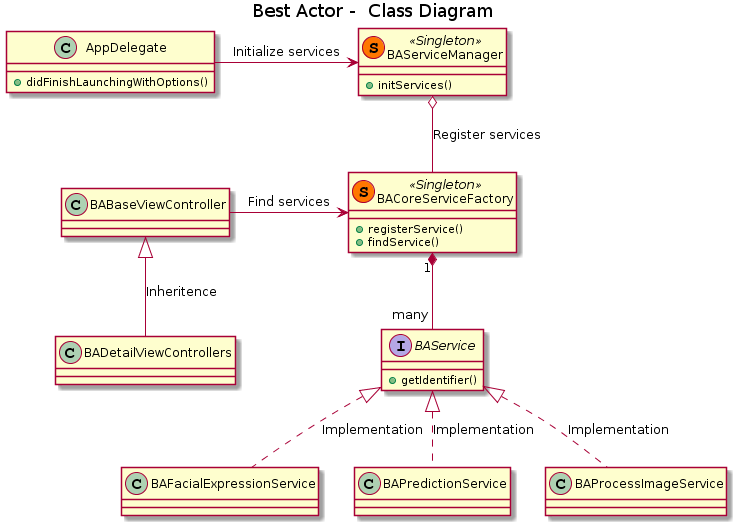 Best Actor -  Class Diagram
C AppDelegate
didFinishLaunchingWithOptions()
Initialize services
«Singleton»
S BAServiceManager
initServices()
Register services
C BABaseViewController
Find services
«Singleton»
S BACoreServiceFactory
registerService()
findService()
1
many
Inheritence
C BADetailViewControllers
I BAService
getIdentifier()
Implementation
Implementation
Implementation
C BAFacialExpressionService
C BAPredictionService
C BAProcessImageService